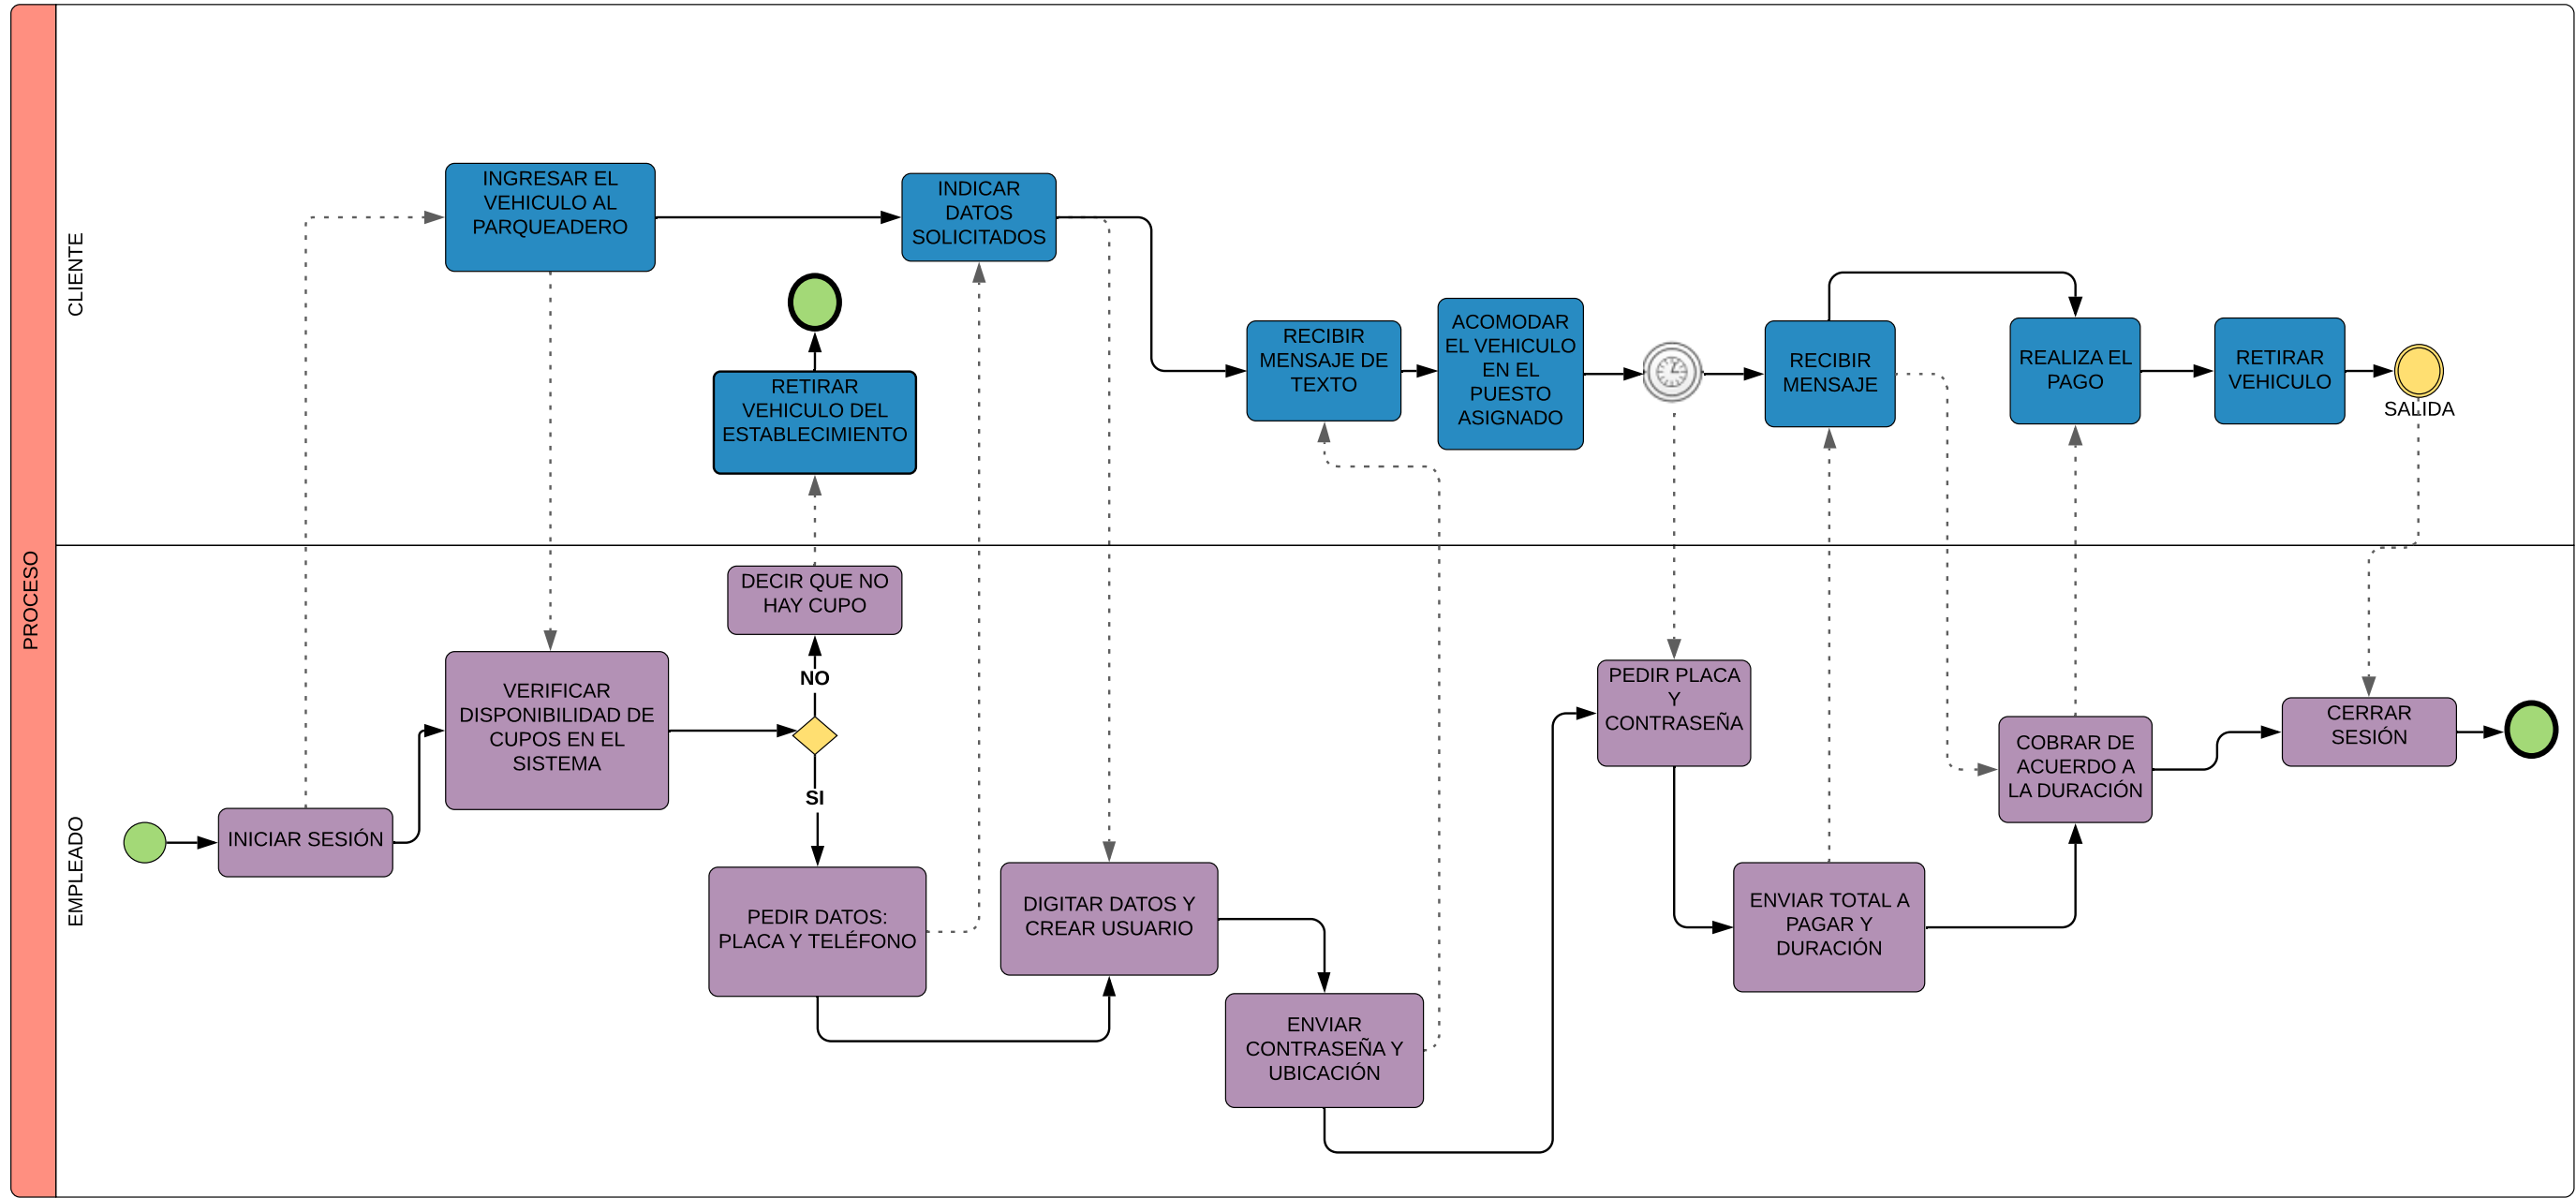 PROCESO
CLIENTE
INGRESAR EL
VEHICULO AL
PARQUEADERO
INDICAR
DATOS
SOLICITADOS
RETIRAR
VEHICULO DEL
ESTABLECIMIENTO
RECIBIR
MENSAJE DE
TEXTO
ACOMODAR
EL VEHICULO
EN EL
PUESTO
ASIGNADO
RECIBIR
MENSAJE
REALIZA EL
PAGO
RETIRAR
VEHICULO
SALIDA
EMPLEADO
INICIAR SESIÓN
VERIFICAR
DISPONIBILIDAD DE
CUPOS EN EL
SISTEMA
DECIR QUE NO
HAY CUPO
NO
SI
PEDIR DATOS:
PLACA Y TELÉFONO
DIGITAR DATOS Y
CREAR USUARIO
ENVIAR
CONTRASEÑA Y
UBICACIÓN
PEDIR PLACA
Y
CONTRASEÑA
ENVIAR TOTAL A
PAGAR Y
DURACIÓN
COBRAR DE
ACUERDO A
LA DURACIÓN
CERRAR
SESIÓN